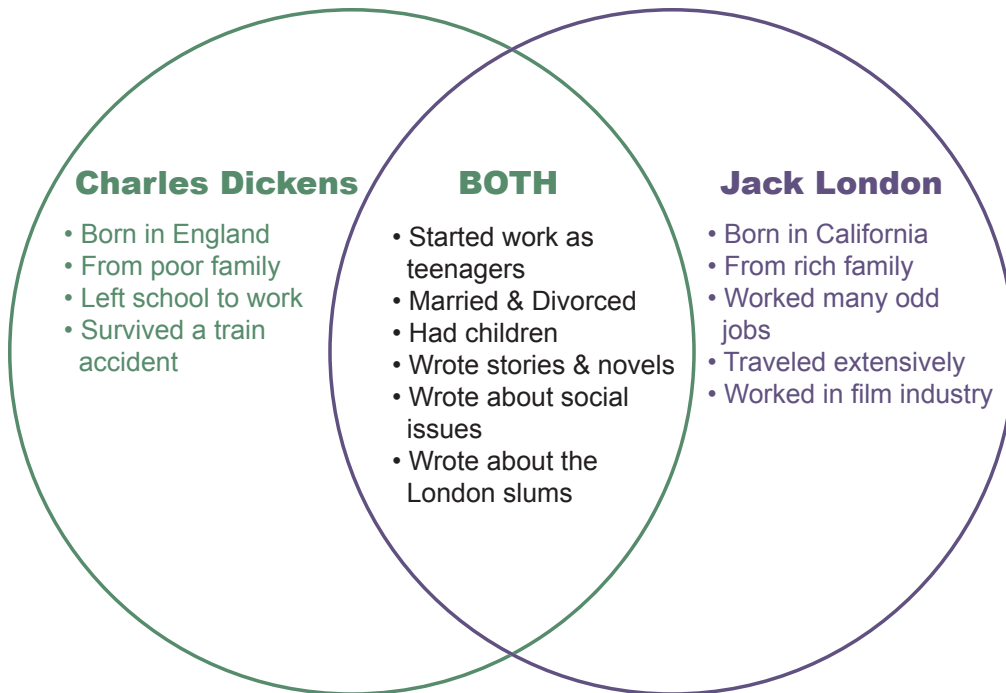 Charles Dickens
• Born in England
• From poor family
• Left school to work
• Survived a train
accident
BOTH
• Started work as
teenagers
• Married & Divorced
• Had children
• Wrote stories & novels
• Wrote about social
issues
• Wrote about the
London slums
Jack London
• Born in California
• From rich family
• Worked many odd
jobs
• Traveled extensively
• Worked in film industry